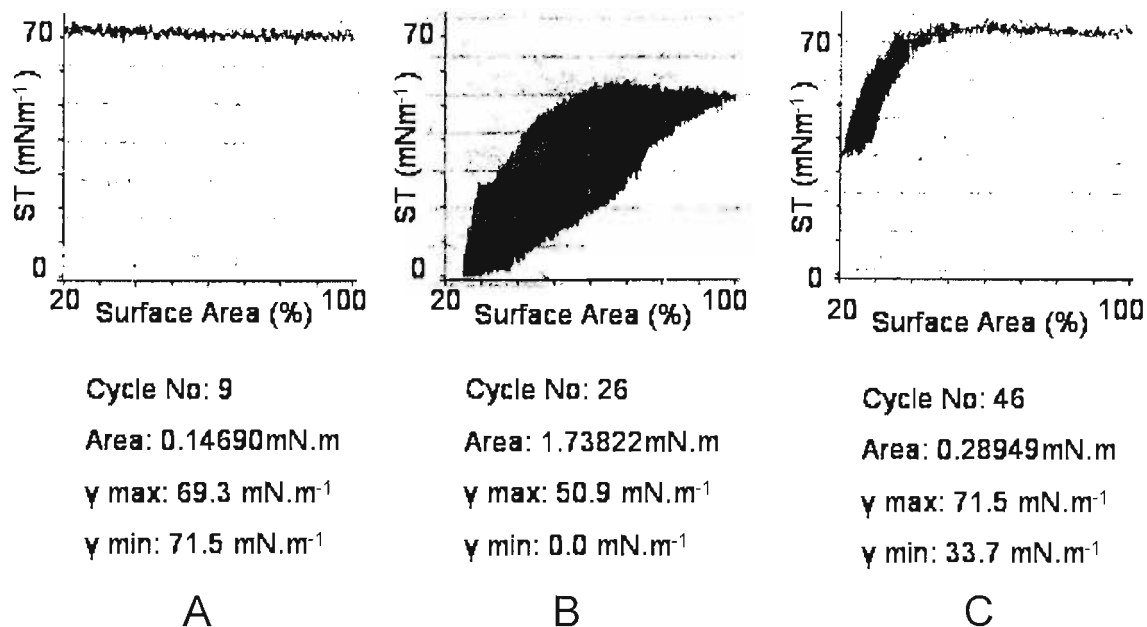 70
ST (mNm⁻¹)
0
20 100
Surface Area (%)
Cycle No: 9
Area: 0.14690mN.m
γ max: 69.3 mN.m⁻¹
γ min: 71.5 mN.m⁻¹
A
70
ST (mNm⁻¹)
0
20 100
Surface Area (%)
Cycle No: 26
Area: 1.73822mN.m
γ max: 50.9 mN.m⁻¹
γ min: 0.0 mN.m⁻¹
B
70
ST (mNm⁻¹)
0
20 100
Surface Area (%)
Cycle No: 46
Area: 0.28949mN.m
γ max: 71.5 mN.m⁻¹
γ min: 33.7 mN.m⁻¹
C